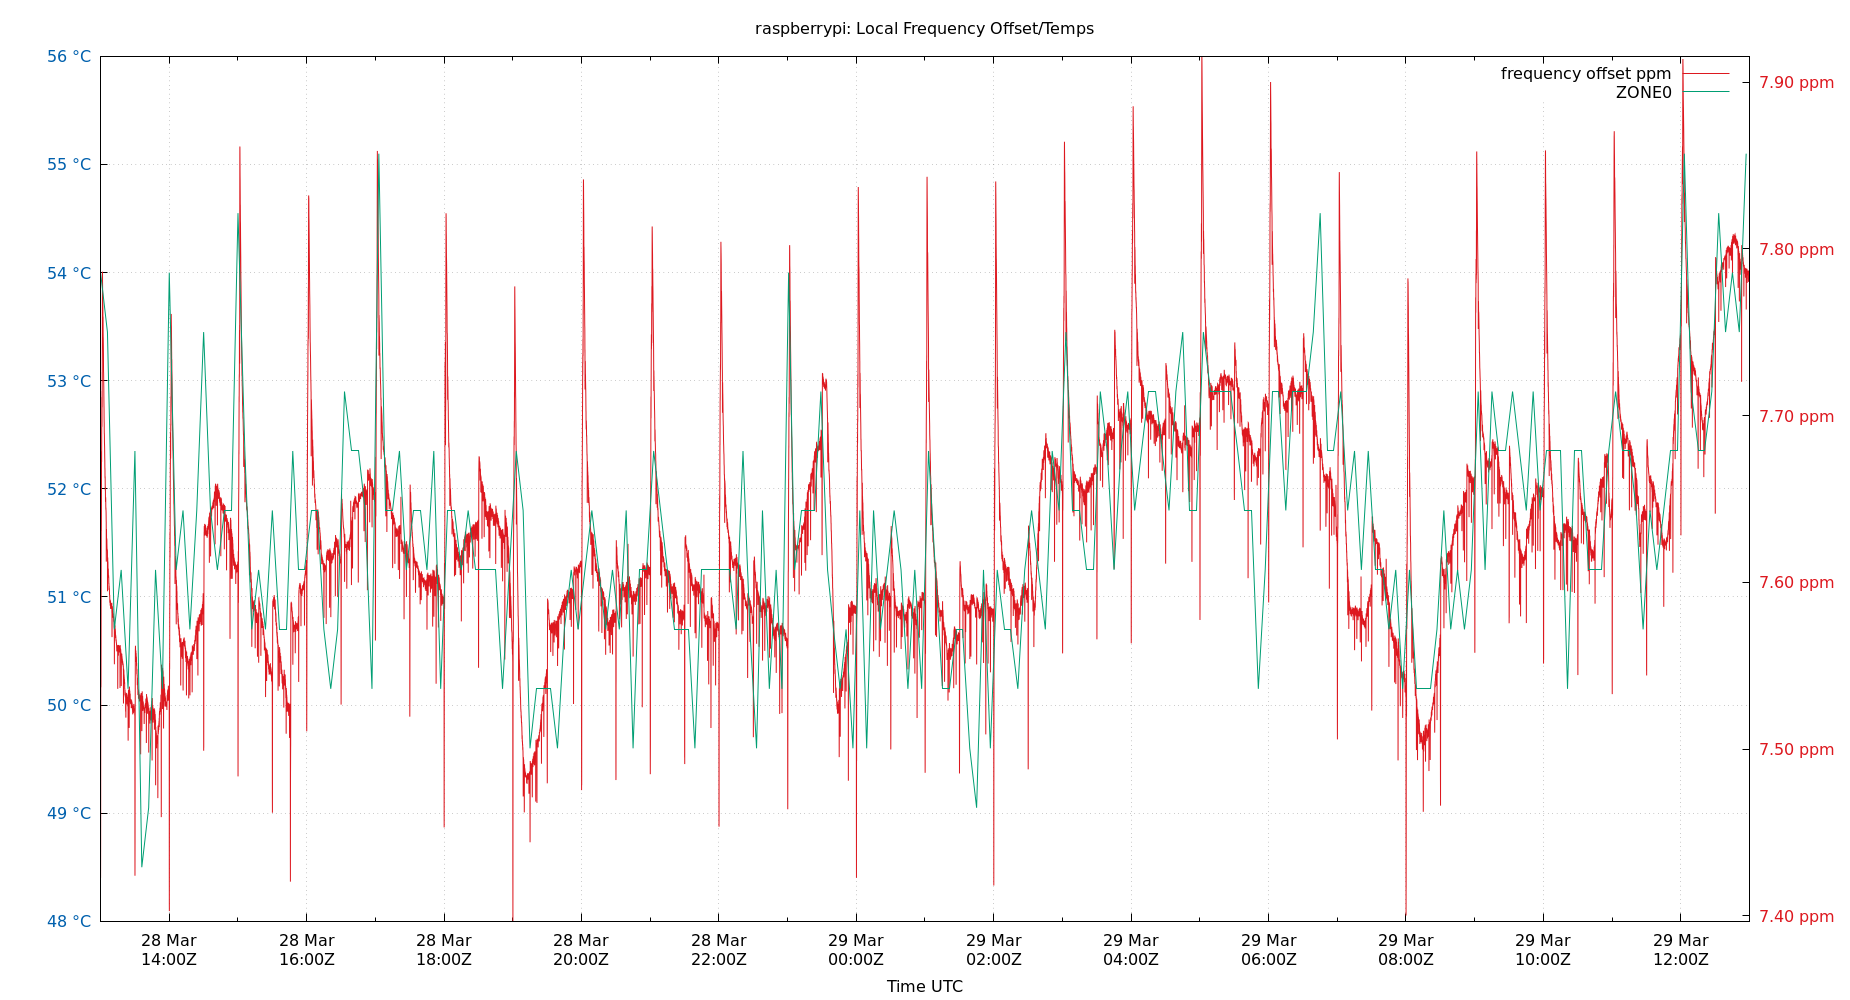 raspberrypi: Local Frequency Offset/Temps
56 °C
55 °C
54 °C
53 °C
52 °C
51 °C
50 °C
49 °C
48 °C
frequency offset ppm
ZONE0
7.90 ppm
7.80 ppm
7.70 ppm
7.60 ppm
7.50 ppm
7.40 ppm
28 Mar 28 Mar 28 Mar 28 Mar 28 Mar 29 Mar 29 Mar 29 Mar 29 Mar 29 Mar 29 Mar 29 Mar
14:00Z 16:00Z 18:00Z 20:00Z 22:00Z 00:00Z 02:00Z 04:00Z 06:00Z 08:00Z 10:00Z 12:00Z
Time UTC